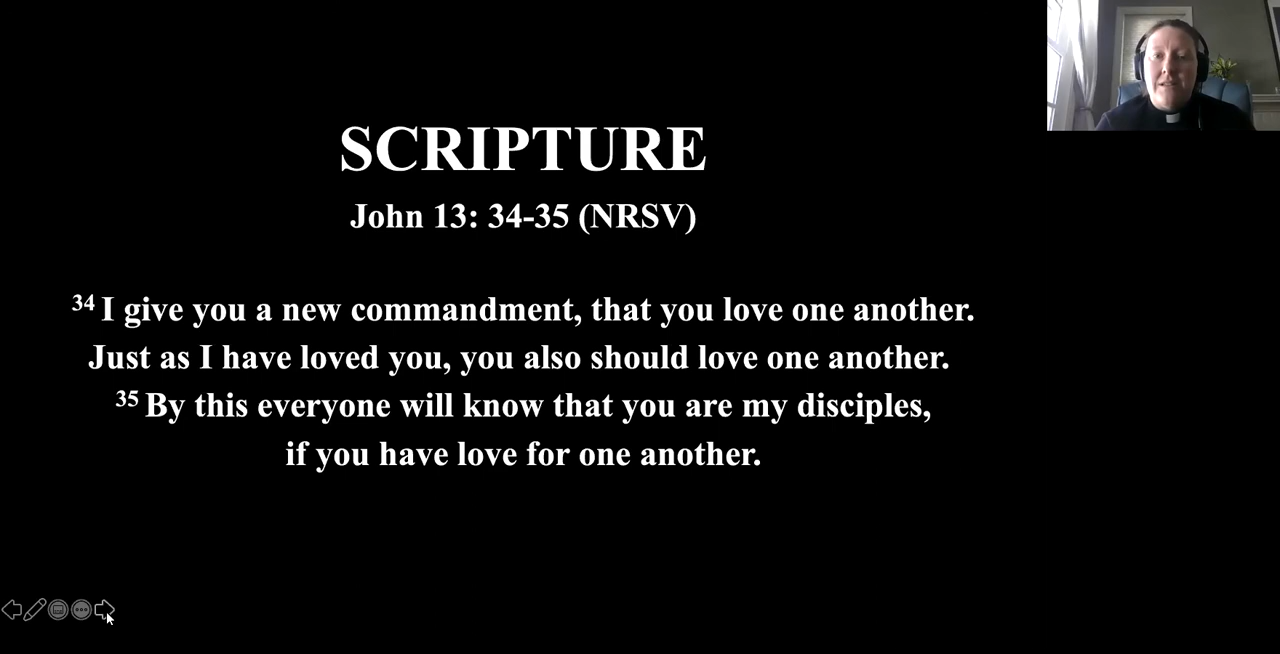 SCRIPTURE
John 13: 34-35 (NRSV)
34 I give you a new commandment, that you love one another.
Just as I have loved you, you also should love one another.
35 By this everyone will know that you are my disciples,
if you have love for one another.